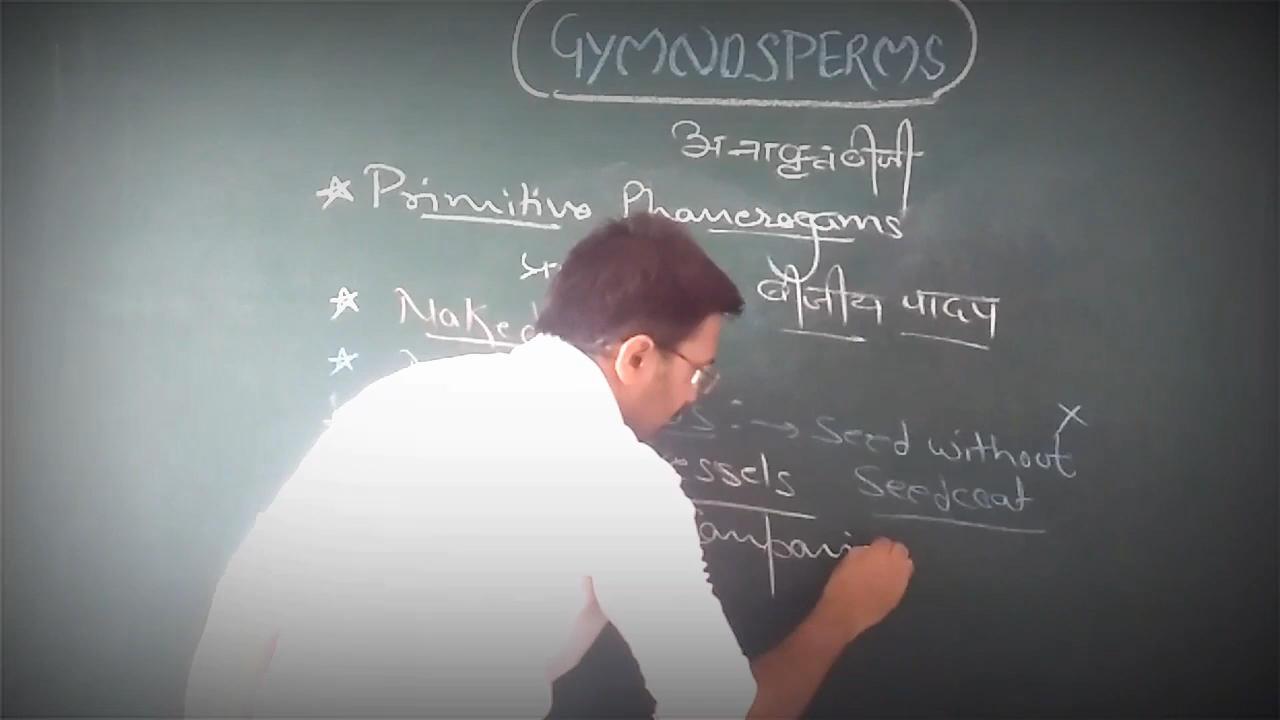 GYMNOSPERMS
अनावृतबीजी
☆ Primitive Phanerogams
बीजीय पादप
☆ Naked
☆
s :→ Seed without
ssels Seedcoat